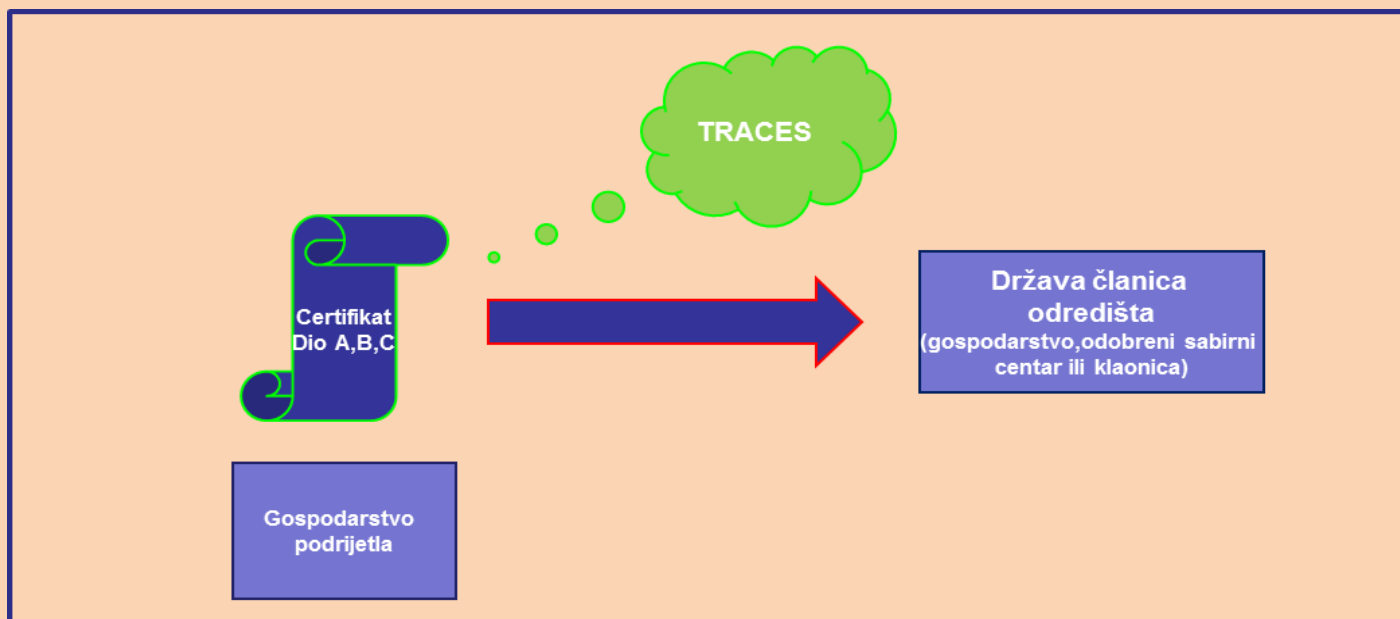 TRACES
Certifikat
Dio A,B,C
Država članica
odredišta
(gospodarstvo,odobreni sabirni
centar ili klaonica)
Gospodarstvo
podrijetla